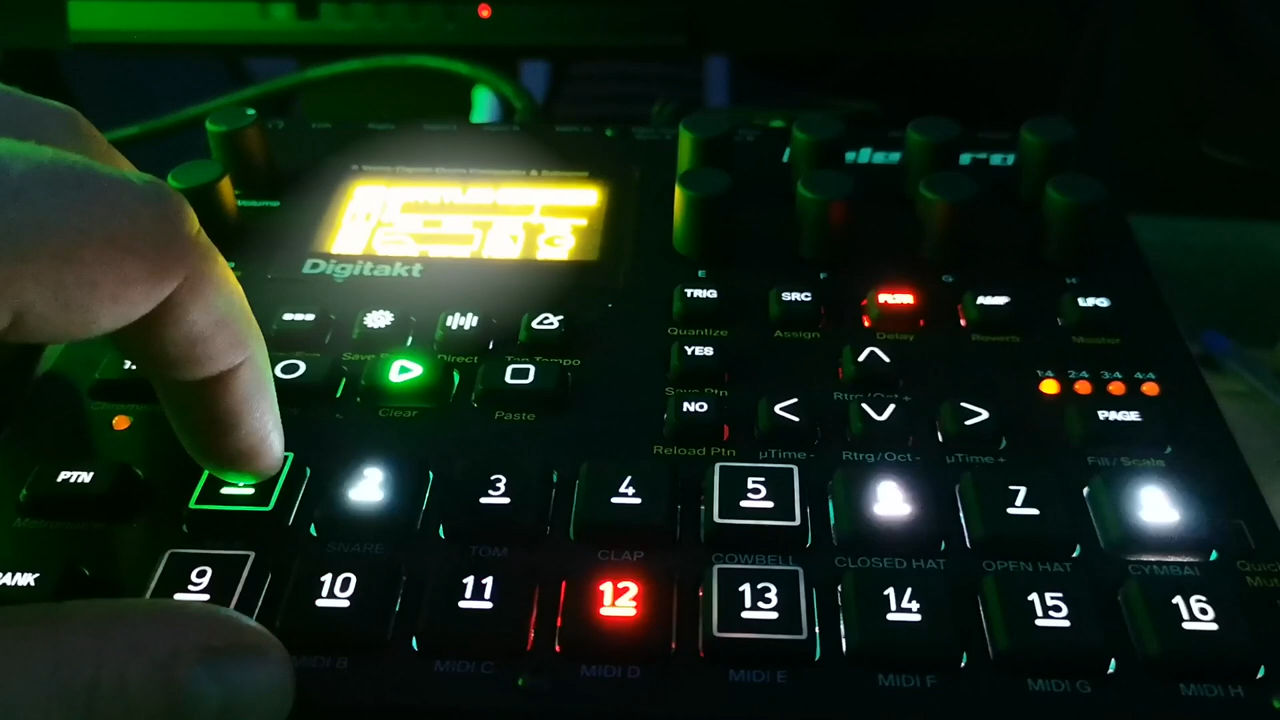 Volume
Digitakt
E F G H
TRIG SRC FLTR AMP LFO
Quantize Assign Delay Reverb Monitor
Direct Tap Tempo
YES
Save Ptn
1:4 2:4 3:4 4:4
Clear Paste
NO
PAGE
Reload Ptn µTime- Rtrg/Oct- µTime+ Fill/Scale
PTN 2 3 4 5 7
SNARE TOM CLAP COWBELL CLOSED HAT OPEN HAT CYMBAL
9 10 11 12 13 14 15 16
MIDI B MIDI C MIDI D MIDI E MIDI F MIDI G MIDI H